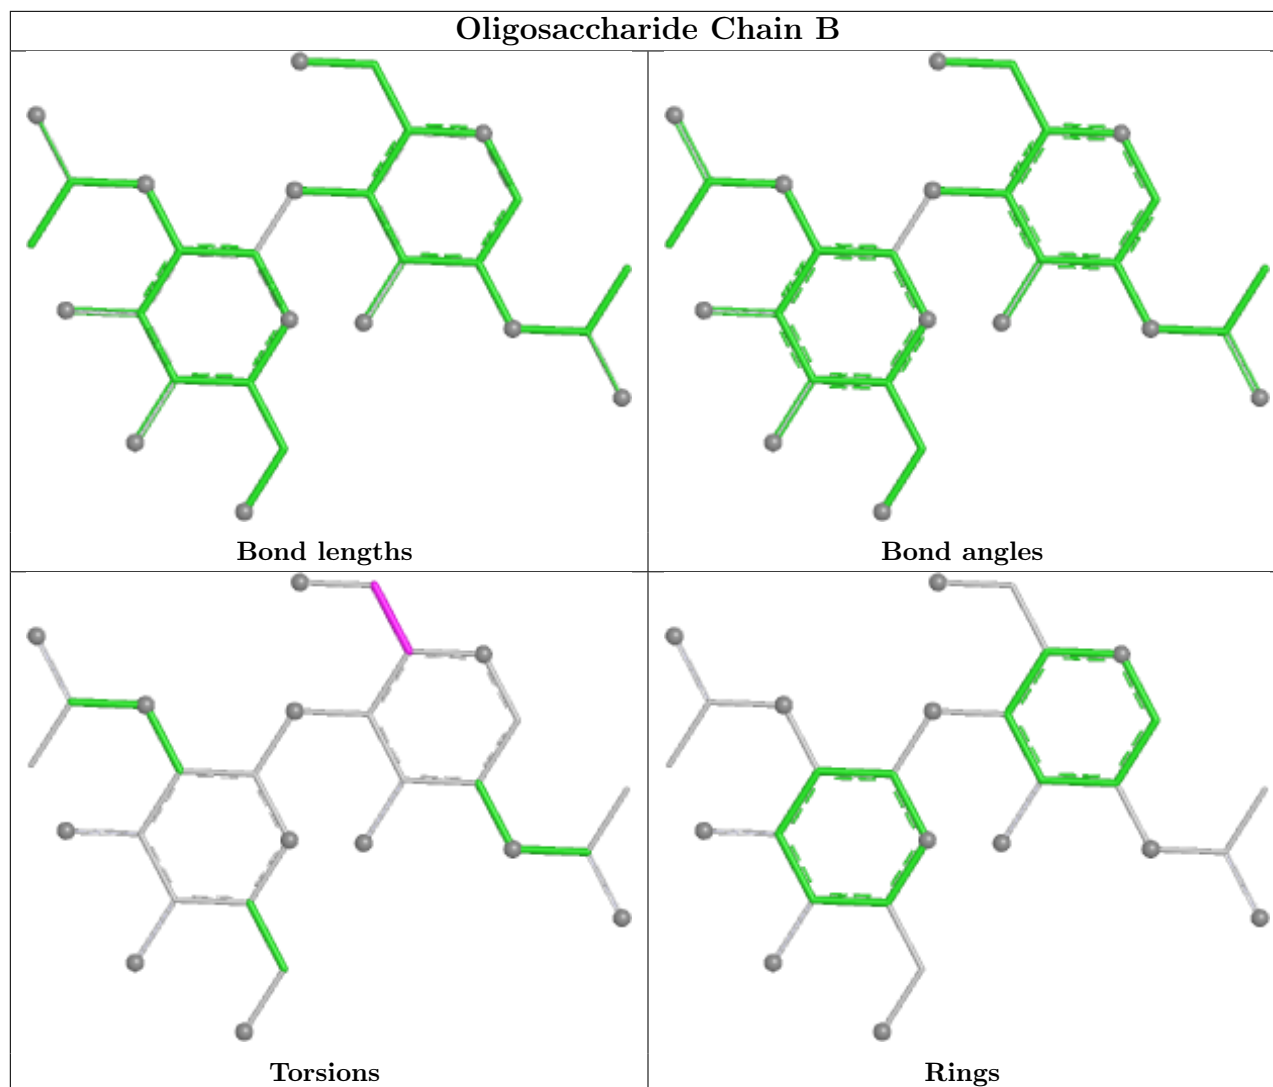 Oligosaccharide Chain B
Bond lengths
Bond angles
Torsions
Rings